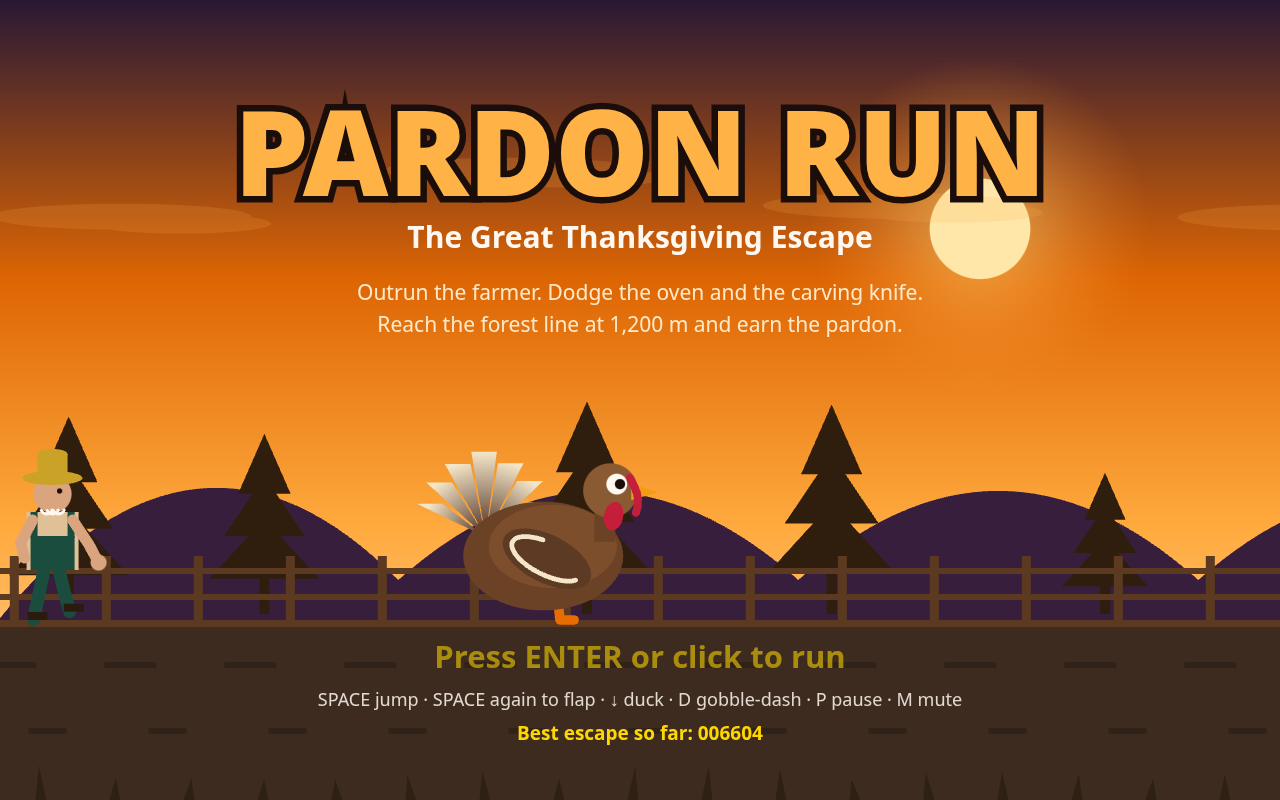 PARDON RUN
The Great Thanksgiving Escape
Outrun the farmer. Dodge the oven and the carving knife.
Reach the forest line at 1,200 m and earn the pardon.
Press ENTER or click to run
SPACE jump · SPACE again to flap · ↓ duck · D gobble-dash · P pause · M mute
Best escape so far: 006604